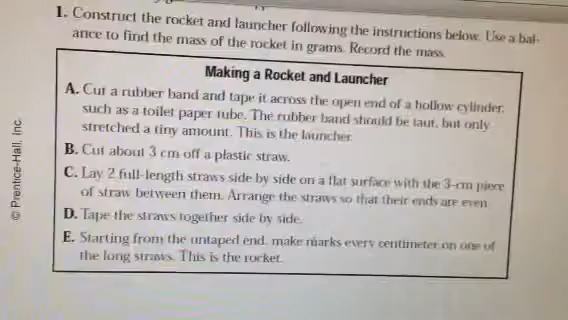 1. Construct the rocket and launcher following the instructions below. Use a bal-
ance to find the mass of the rocket in grams. Record the mass.
Making a Rocket and Launcher
A. Cut a rubber band and tape it across the open end of a hollow cylinder,
such as a toilet paper tube. The rubber band should be taut, but only
stretched a tiny amount. This is the launcher.
B. Cut about 3 cm off a plastic straw.
C. Lay 2 full-length straws side by side on a flat surface with the 3-cm piece
of straw between them. Arrange the straws so that their ends are even.
D. Tape the straws together side by side.
E. Starting from the untaped end, make marks every centimeter on one of
the long straws. This is the rocket.
© Prentice-Hall, Inc.